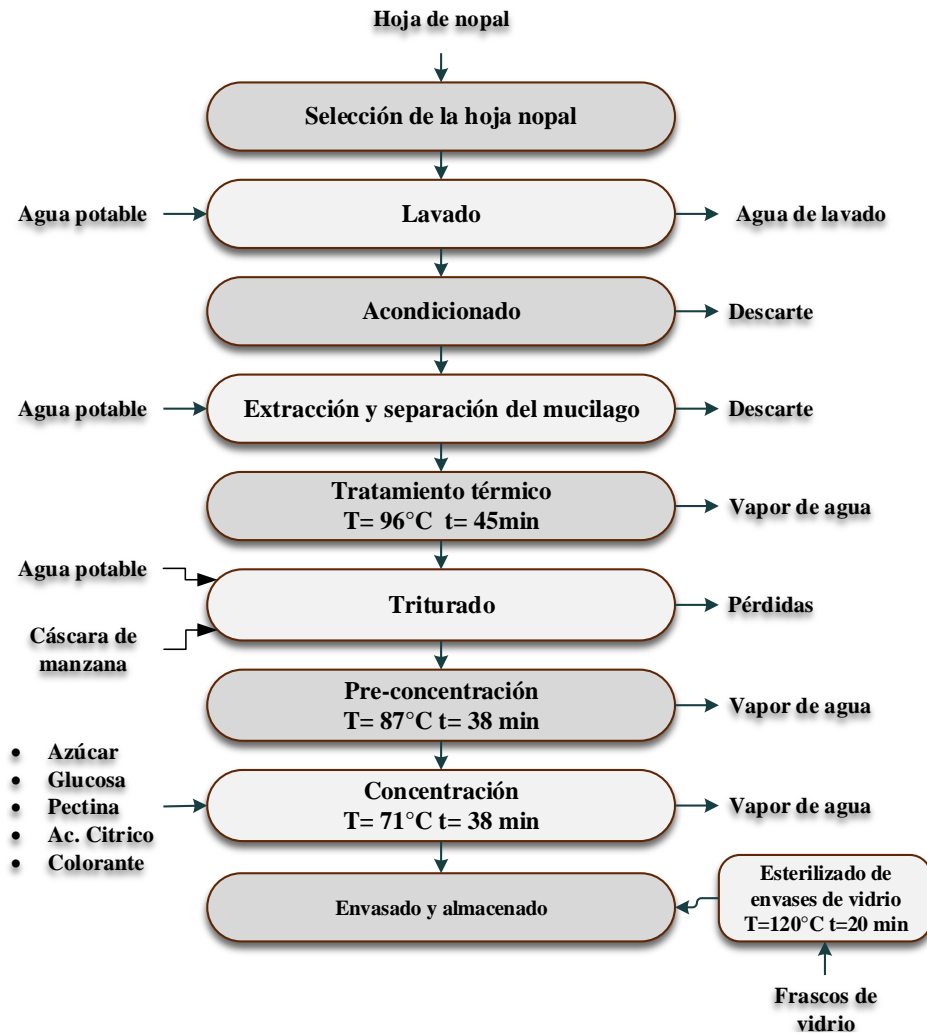 Hoja de nopal
Selección de la hoja nopal
Agua potable
Lavado
Agua de lavado
Acondicionado
Descarte
Agua potable
Extracción y separación del mucilago
Descarte
Tratamiento térmico
T= 96°C t= 45min
Vapor de agua
Agua potable
Cáscara de
manzana
Triturado
Pérdidas
Pre-concentración
T= 87°C t= 38 min
Vapor de agua
• Azúcar
• Glucosa
• Pectina
• Ac. Citrico
• Colorante
Concentración
T= 71°C t= 38 min
Vapor de agua
Envasado y almacenado
Esterilizado de
envases de vidrio
T=120°C t=20 min
Frascos de
vidrio